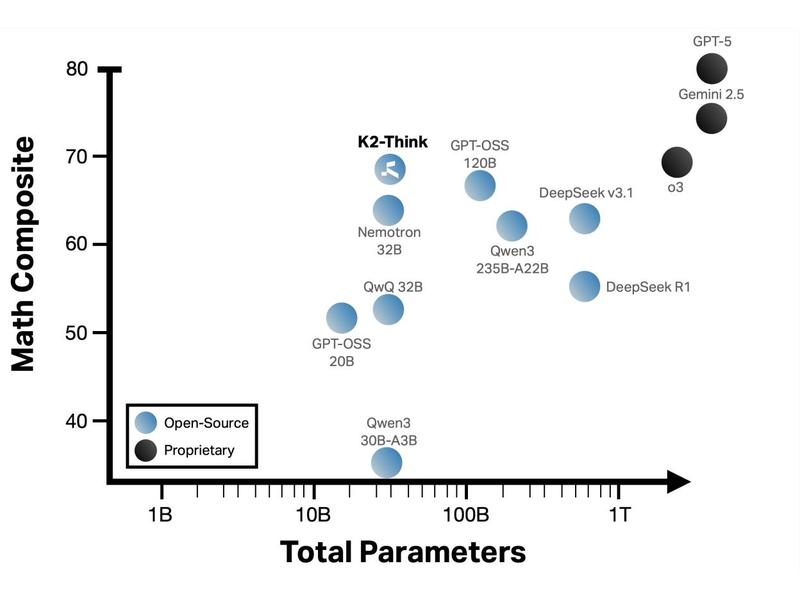 GPT-5
80
Gemini 2.5
K2-Think
GPT-OSS
120B
70
o3
DeepSeek v3.1
Nemotron
32B
60
Qwen3
235B-A22B
QwQ 32B
DeepSeek R1
50
GPT-OSS
20B
Math Composite
Qwen3
30B-A3B
40
Open-Source
Proprietary
1B
10B
100B
1T
Total Parameters